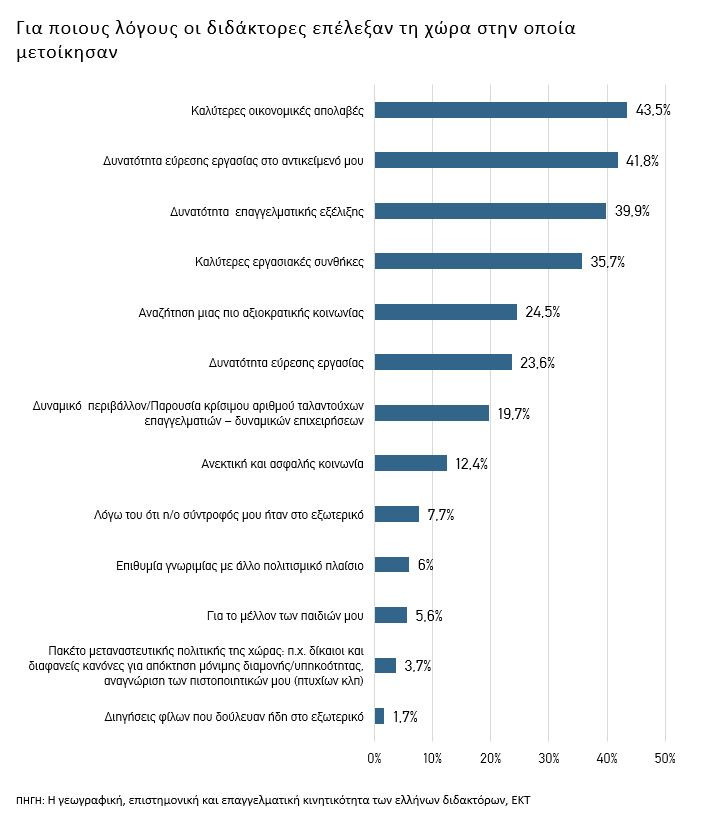 Για ποιους λόγους οι διδάκτορες επέλεξαν τη χώρα στην οποία
μετοίκησαν
Καλύτερες οικονομικές απολαβές
43,5%
Δυνατότητα εύρεσης εργασίας στο αντικείμενό μου
41,8%
Δυνατότητα επαγγελματικής εξέλιξης
39,9%
Καλύτερες εργασιακές συνθήκες
35,7%
Αναζήτηση μιας πιο αξιοκρατικής κοινωνίας
24,5%
Δυνατότητα εύρεσης εργασίας
23,6%
Δυναμικό περιβάλλον/Παρουσία κρίσιμου αριθμού ταλαντούχων
επαγγελματιών – δυναμικών επιχειρήσεων
19,7%
Ανεκτική και ασφαλής κοινωνία
12,4%
Λόγω του ότι η/ο σύντροφός μου ήταν στο εξωτερικό
7,7%
Επιθυμία γνωριμίας με άλλο πολιτισμικό πλαίσιο
6%
Για το μέλλον των παιδιών μου
5,6%
Πακέτο μεταναστευτικής πολιτικής της χώρας: π.χ. δίκαιοι και
διαφανείς κανόνες για απόκτηση μόνιμης διαμονής/υπηκοότητας,
αναγνώριση των πιστοποιητικών μου (πτυχίων κλπ)
3,7%
Διηγήσεις φίλων που δούλευαν ήδη στο εξωτερικό
1,7%
0% 10% 20% 30% 40% 50%
ΠΗΓΗ: Η γεωγραφική, επιστημονική και επαγγελματική κινητικότητα των ελλήνων διδακτόρων, ΕΚΤ